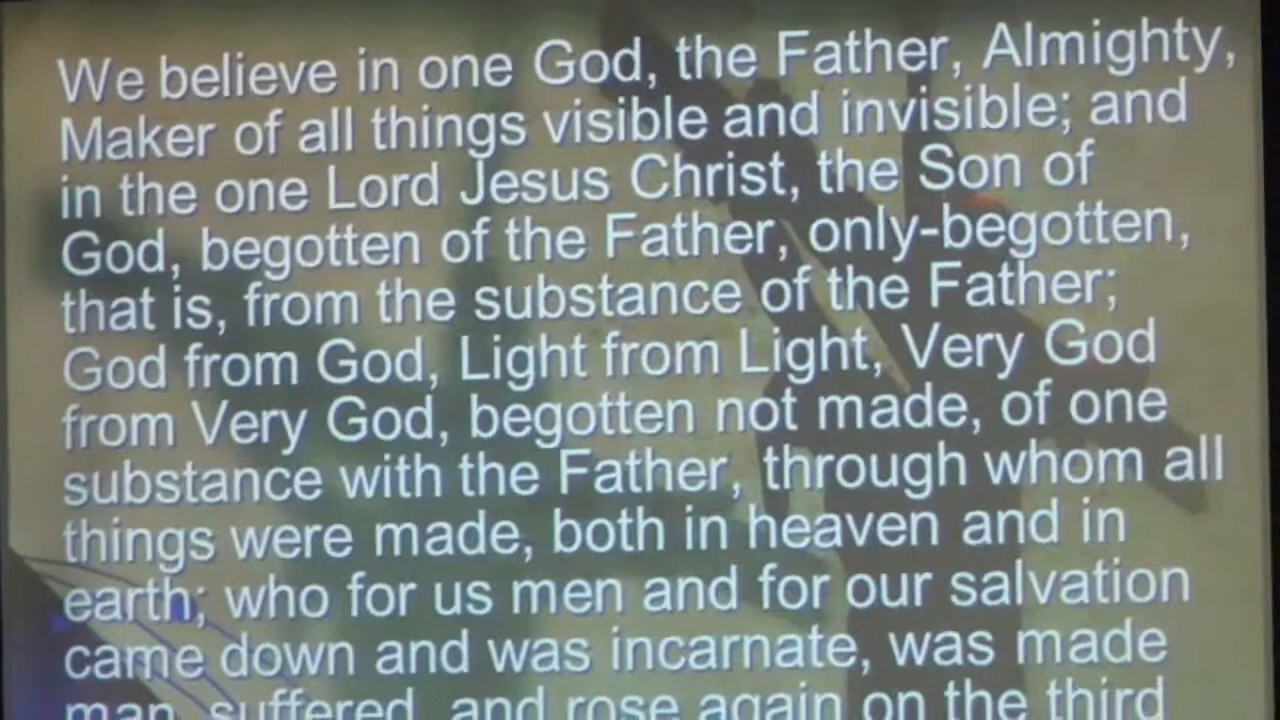 We believe in one God, the Father, Almighty,
Maker of all things visible and invisible; and
in the one Lord Jesus Christ, the Son of
God, begotten of the Father, only-begotten,
that is, from the substance of the Father;
God from God, Light from Light, Very God
from Very God, begotten not made, of one
substance with the Father, through whom all
things were made, both in heaven and in
earth; who for us men and for our salvation
came down and was incarnate, was made
man, suffered, and rose again on the third